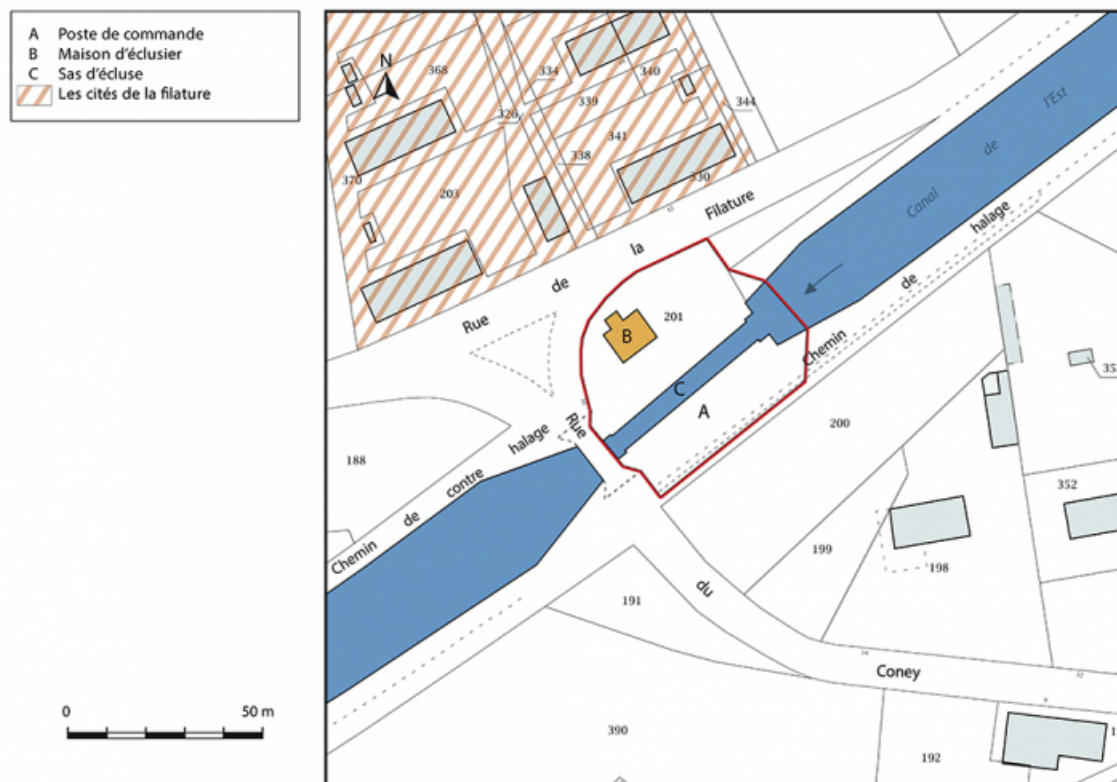 A Poste de commande
B Maison d'éclusier
C Sas d'écluse
Les cités de la filature
N
368
334
340
326
339
344
341
338
370
203
330
Rue de la Filature
Canal de l'Est
Chemin de halage
B
201
C
A
Rue du Coney
Chemin de contre halage
188
200
352
199
198
191
390
192
0 50 m